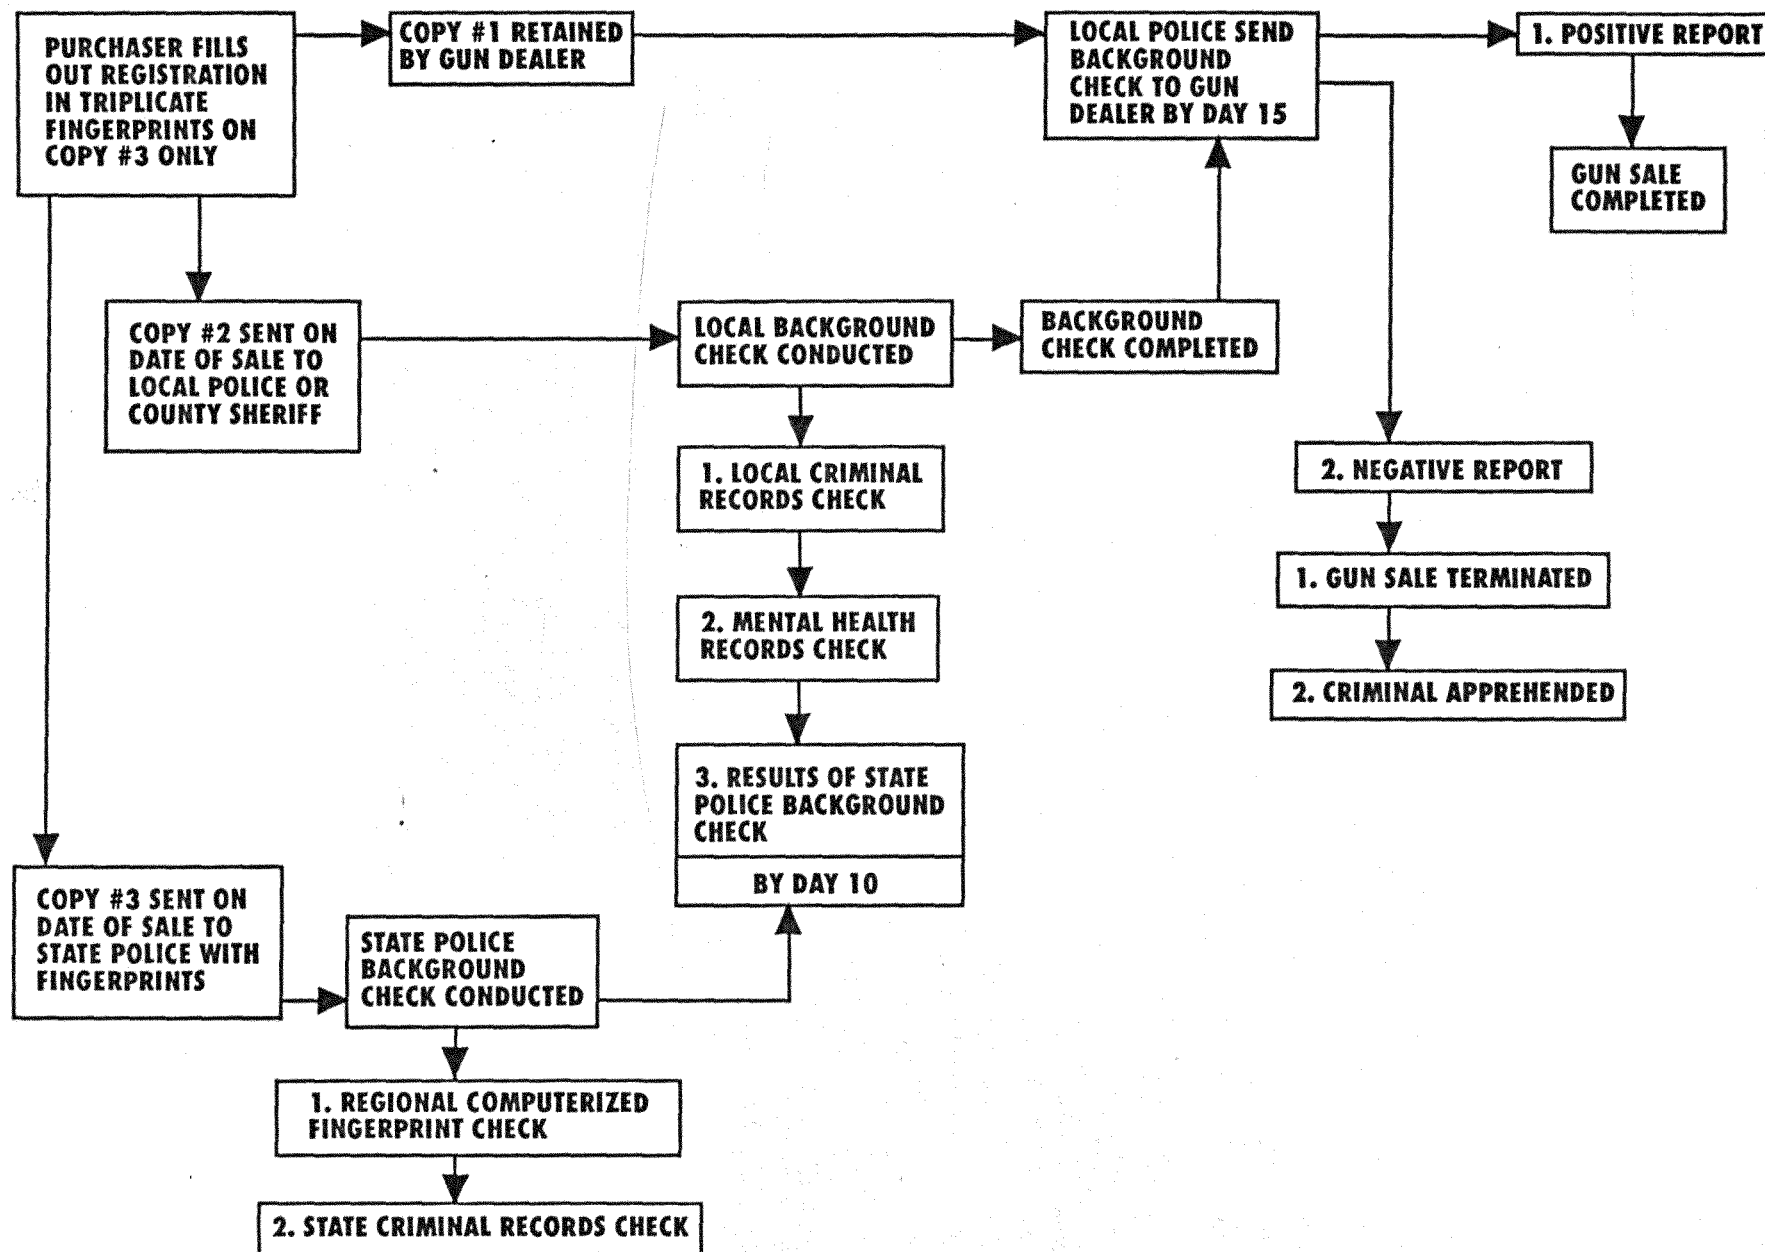 PURCHASER FILLS
OUT REGISTRATION
IN TRIPLICATE
FINGERPRINTS ON
COPY #3 ONLY
COPY #1 RETAINED
BY GUN DEALER
LOCAL POLICE SEND
BACKGROUND
CHECK TO GUN
DEALER BY DAY 15
1. POSITIVE REPORT
GUN SALE
COMPLETED
COPY #2 SENT ON
DATE OF SALE TO
LOCAL POLICE OR
COUNTY SHERIFF
LOCAL BACKGROUND
CHECK CONDUCTED
BACKGROUND
CHECK COMPLETED
1. LOCAL CRIMINAL
RECORDS CHECK
2. MENTAL HEALTH
RECORDS CHECK
3. RESULTS OF STATE
POLICE BACKGROUND
CHECK
BY DAY 10
2. NEGATIVE REPORT
1. GUN SALE TERMINATED
2. CRIMINAL APPREHENDED
COPY #3 SENT ON
DATE OF SALE TO
STATE POLICE WITH
FINGERPRINTS
STATE POLICE
BACKGROUND
CHECK CONDUCTED
1. REGIONAL COMPUTERIZED
FINGERPRINT CHECK
2. STATE CRIMINAL RECORDS CHECK